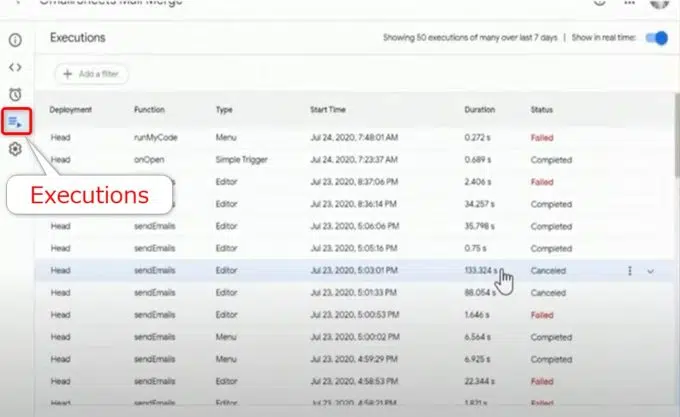 Gmail/Sheets Mail Merge
Executions Showing 50 executions of many over last 7 days | Show in real time:
+ Add a filter
Deployment Function Type Start Time Duration Status
Head runMyCode Menu Jul 24, 2020, 7:48:01 AM 0.272 s Failed
Head onOpen Simple Trigger Jul 24, 2020, 7:23:37 AM 0.689 s Completed
sendEmails Editor Jul 23, 2020, 8:37:06 PM 2.406 s Failed
Executions
sendEmails Editor Jul 23, 2020, 8:36:14 PM 34.257 s Completed
Head sendEmails Editor Jul 23, 2020, 5:06:06 PM 35.798 s Completed
Head sendEmails Editor Jul 23, 2020, 5:05:16 PM 0.75 s Completed
Head sendEmails Editor Jul 23, 2020, 5:03:01 PM 133.324 s Canceled
Head sendEmails Editor Jul 23, 2020, 5:01:33 PM 88.054 s Canceled
Head sendEmails Editor Jul 23, 2020, 5:00:53 PM 1.646 s Failed
Head sendEmails Menu Jul 23, 2020, 5:00:02 PM 6.564 s Completed
Head sendEmails Menu Jul 23, 2020, 4:59:29 PM 6.925 s Completed
Head sendEmails Editor Jul 23, 2020, 4:58:53 PM 22.344 s Failed
Head sendEmails Editor Jul 23, 2020, 4:58:21 PM 1.821 s Failed